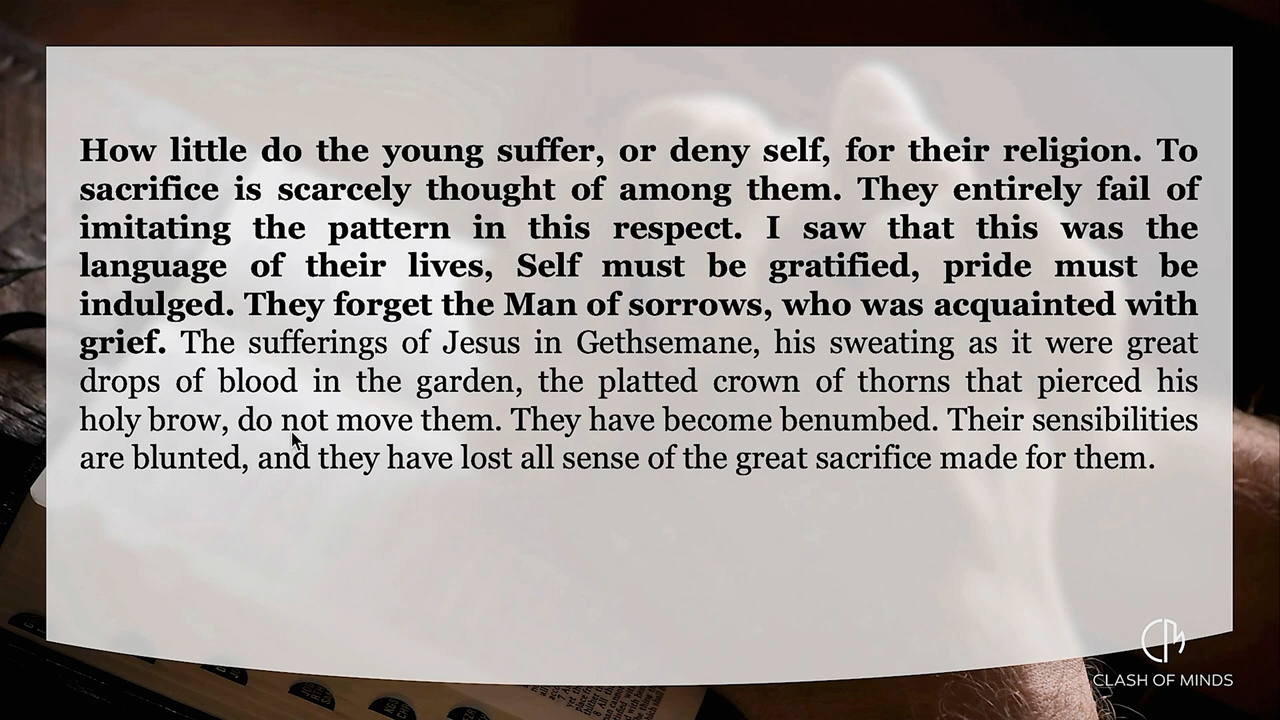 How little do the young suffer, or deny self, for their religion. To
sacrifice is scarcely thought of among them. They entirely fail of
imitating the pattern in this respect. I saw that this was the
language of their lives, Self must be gratified, pride must be
indulged. They forget the Man of sorrows, who was acquainted with
grief. The sufferings of Jesus in Gethsemane, his sweating as it were great
drops of blood in the garden, the platted crown of thorns that pierced his
holy brow, do not move them. They have become benumbed. Their sensibilities
are blunted, and they have lost all sense of the great sacrifice made for them.
CLASH OF MINDS